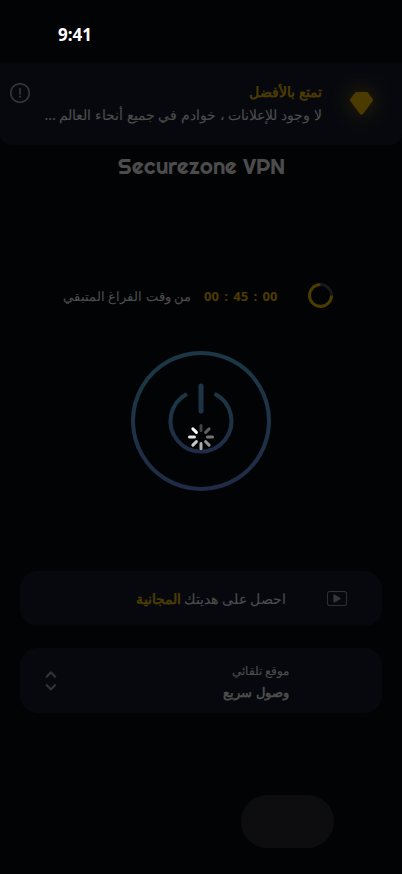 9:41
تمتع بالأفضل
لا وجود للإعلانات ، خوادم في جميع أنحاء العالم ...
Securezone VPN
00 : 45 : 00 من وقت الفراغ المتبقي
احصل على هديتك المجانية
موقع تلقائي
وصول سريع